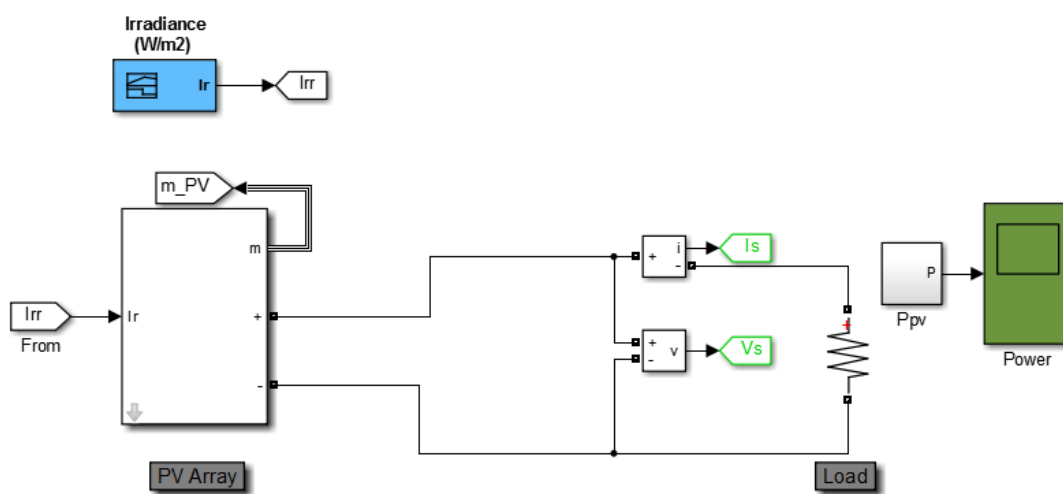 Irradiance
(W/m2)
Ir
Irr
m_PV
m
Irr
Ir
From
+
-
PV Array
+
i
-
Is
+
-
v
Vs
+
Load
P
Ppv
Power